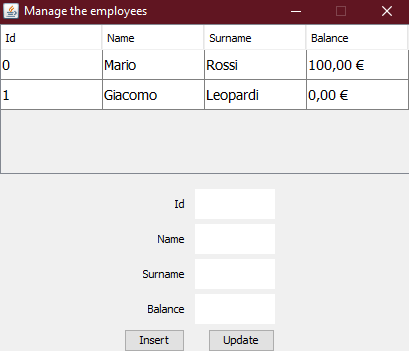 Manage the employees
Id Name Surname Balance
0 Mario Rossi 100,00 €
1 Giacomo Leopardi 0,00 €
Id
Name
Surname
Balance
Insert Update